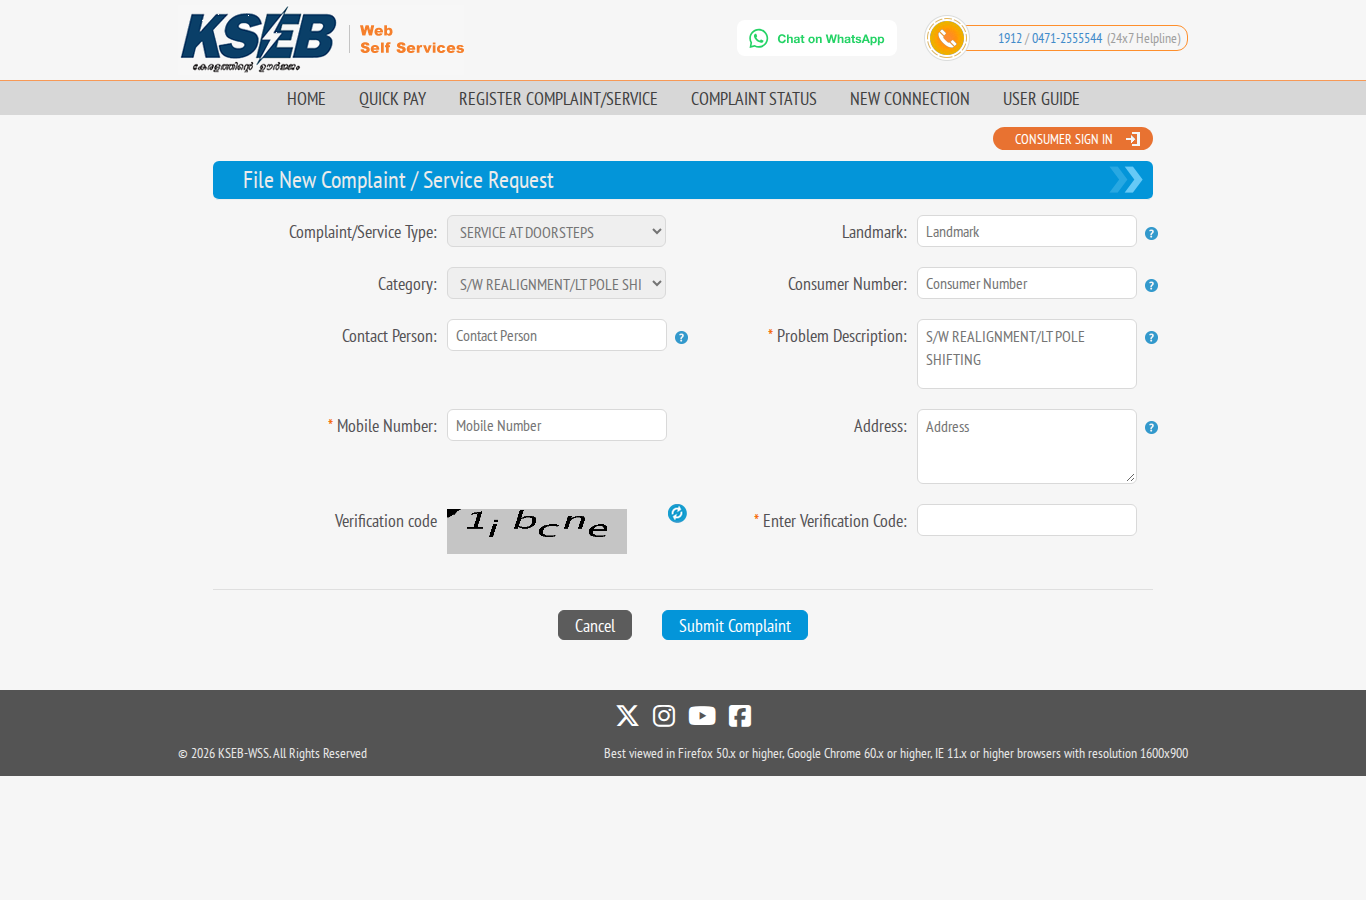 KSEB
കേരളത്തിന്റെ ഊർജ്ജം
Web
Self Services
Chat on WhatsApp
1912 / 0471-2555544 (24x7 Helpline)
HOME QUICK PAY REGISTER COMPLAINT/SERVICE COMPLAINT STATUS NEW CONNECTION USER GUIDE
CONSUMER SIGN IN
File New Complaint / Service Request
Complaint/Service Type: SERVICE AT DOORSTEPS
Landmark: Landmark ?
Category: S/W REALIGNMENT/LT POLE SHI
Consumer Number: Consumer Number ?
Contact Person: Contact Person ?
* Problem Description: S/W REALIGNMENT/LT POLE ?
SHIFTING
* Mobile Number: Mobile Number
Address: Address ?
Verification code 1i bcne
* Enter Verification Code:
Cancel Submit Complaint
© 2026 KSEB-WSS. All Rights Reserved
Best viewed in Firefox 50.x or higher, Google Chrome 60.x or higher, IE 11.x or higher browsers with resolution 1600x900